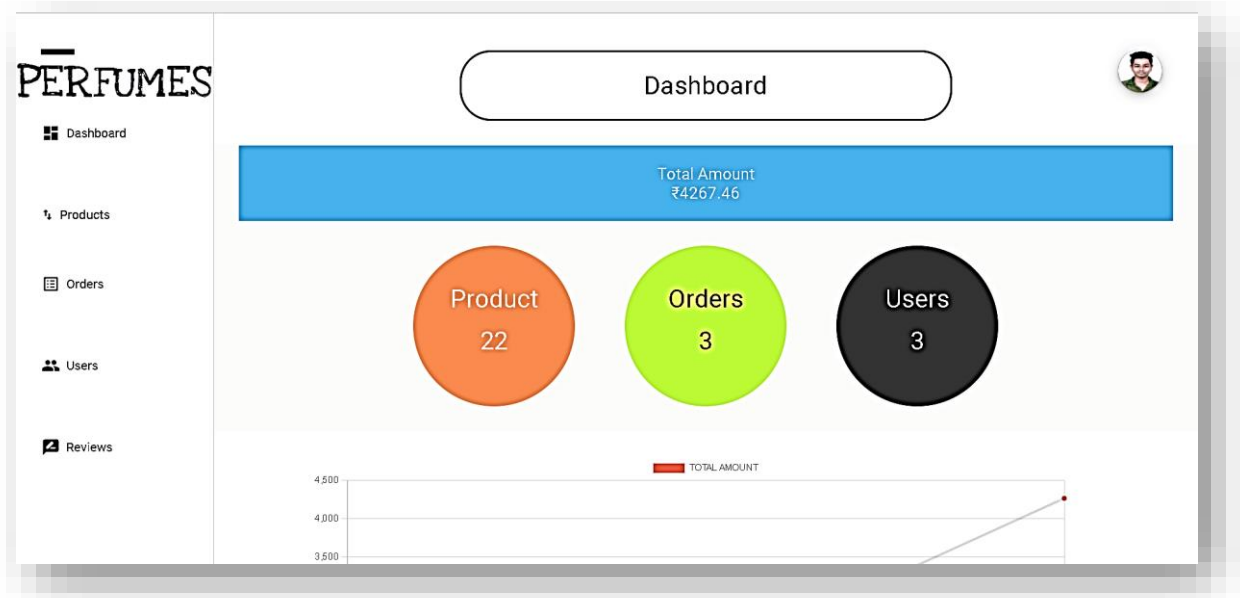 PERFUMES
Dashboard
Products
Orders
Users
Reviews
Dashboard
Total Amount
₹4267.46
Product
22
Orders
3
Users
3
TOTAL AMOUNT
4,500
4,000
3,500